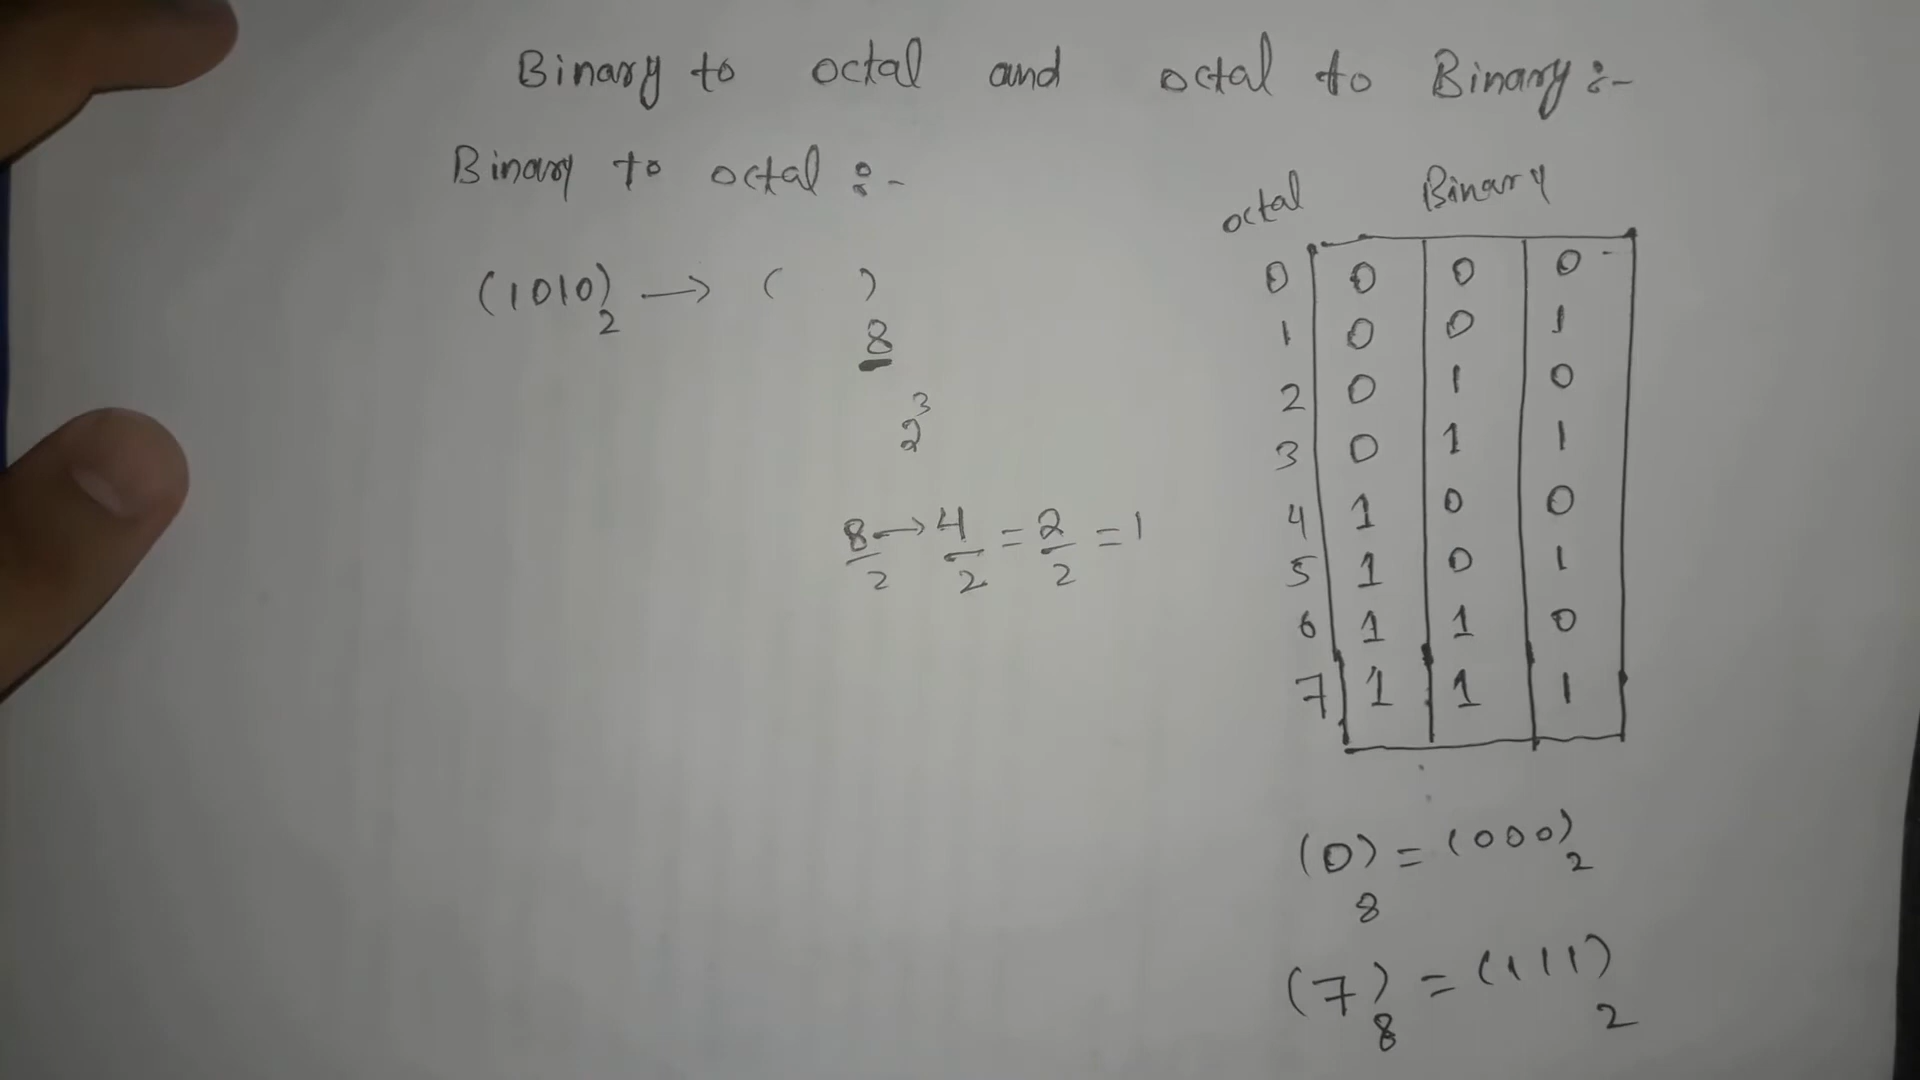 Binary to octal and octal to Binary :-
Binary to octal :-
(1010)2 → ( )8
2^3
8/2 → 4/2 = 2/2 = 1
octal Binary
0 0 0 0
1 0 0 1
2 0 1 0
3 0 1 1
4 1 0 0
5 1 0 1
6 1 1 0
7 1 1 1
(0)8 = (000)2
(7)8 = (111)2